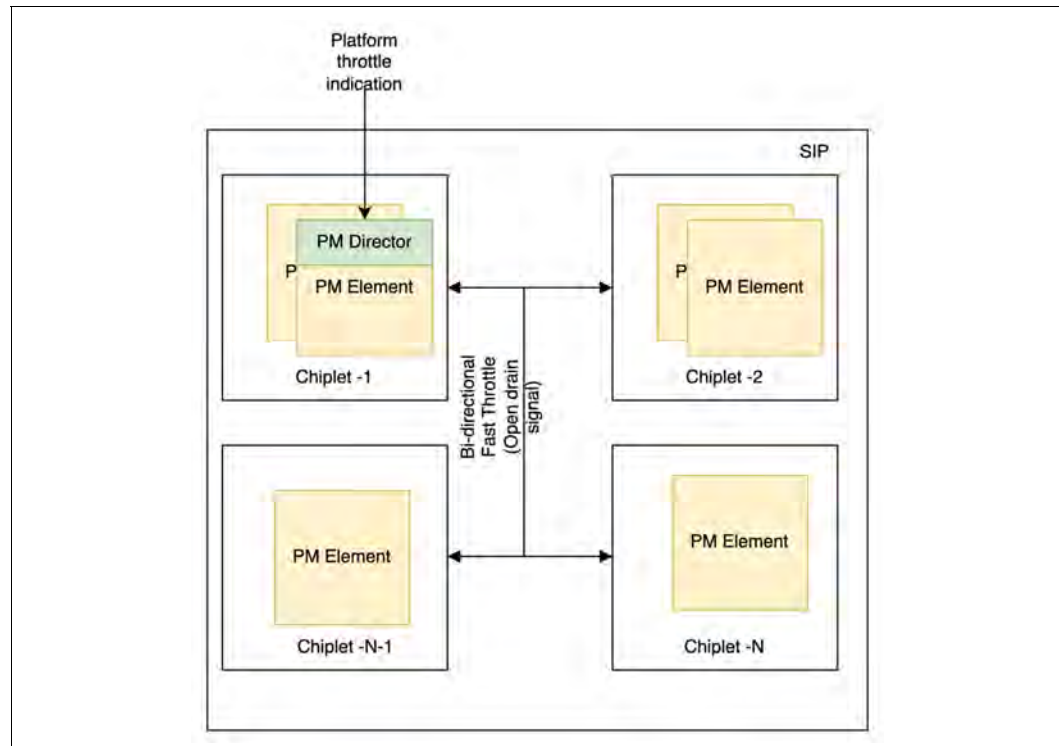 Platform
throttle
indication
SIP
PM Director
P
PM Element
Chiplet -1
P
PM Element
Chiplet -2
Bi-directional
Fast Throttle
(Open drain
signal)
PM Element
Chiplet -N-1
PM Element
Chiplet -N